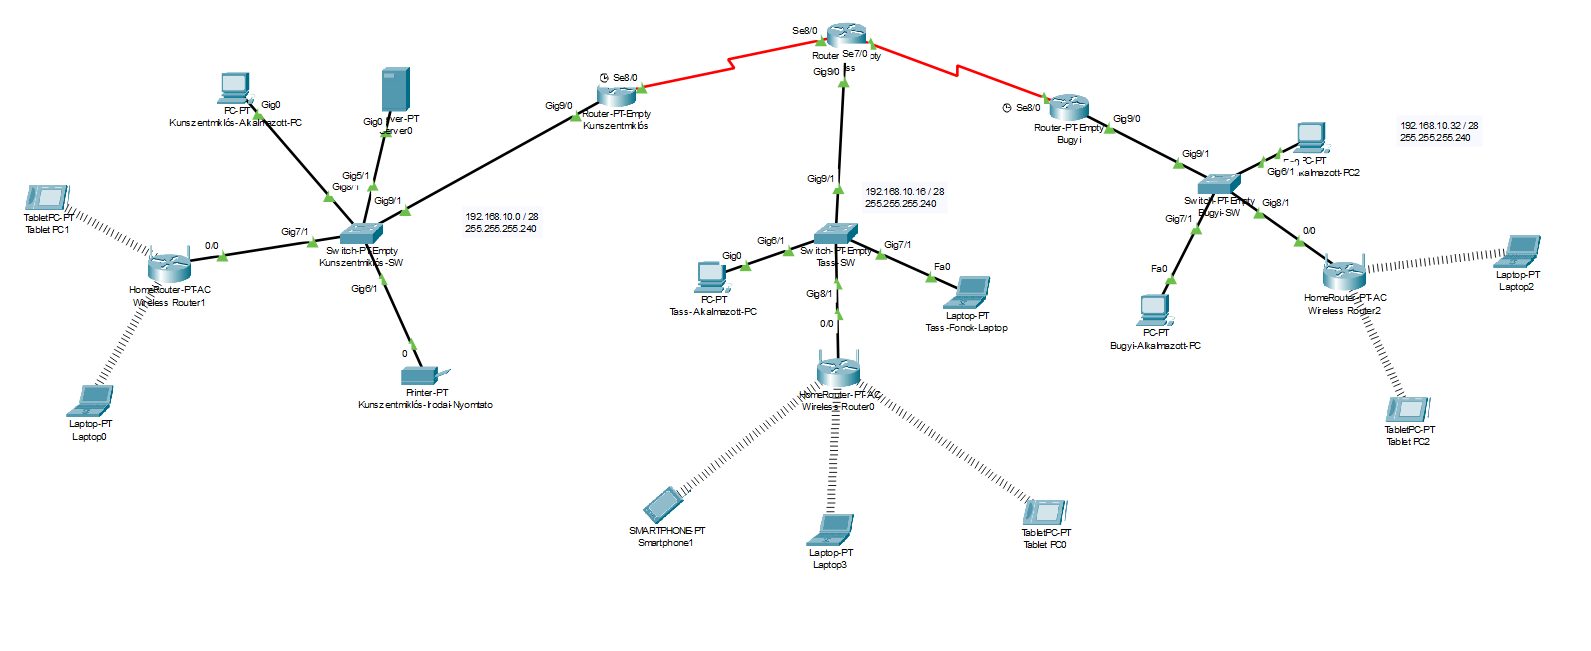 Se8/0
Se7/0
Gig9/0
Se8/0
Gig9/0
Router-PT-Empty
Kunszentmiklós
Se8/0
Gig9/0
Router-PT-Empty
Bugyi
PC-PT
Kunszentmiklós-Alkalmazott-PC
Gig0
Gig0
Gig5/1
Gig9/1
Gig7/1
Gig6/1
Switch-PT-Empty
Kunszentmiklós-SW
192.168.10.0 / 28
255.255.255.240
TabletPC-PT
Tablet PC1
0/0
HomeRouter-PT-AC
Wireless Router1
Laptop-PT
Laptop0
0
Printer-PT
Kunszentmiklós-Irodai-Nyomtato
Gig9/1
192.168.10.16 / 28
255.255.255.240
Gig6/1
Gig7/1
Switch-PT-Empty
Tass-SW
Gig8/1
Gig0
PC-PT
Tass-Alkalmazott-PC
Fa0
Laptop-PT
Tass-Fonok-Laptop
0/0
HomeRouter-PT-AC
Wireless-Router0
SMARTPHONE-PT
Smartphone1
Laptop-PT
Laptop3
TabletPC-PT
Tablet PC0
192.168.10.32 / 28
255.255.255.240
Gig9/1
Gig6/1
PC-PT
Switch-PT-Empty
Bugyi-SW
Gig7/1
Gig8/1
Fa0
PC-PT
Bugyi-Alkalmazott-PC
0/0
HomeRouter-PT-AC
Wireless Router2
Laptop-PT
Laptop2
TabletPC-PT
Tablet PC2